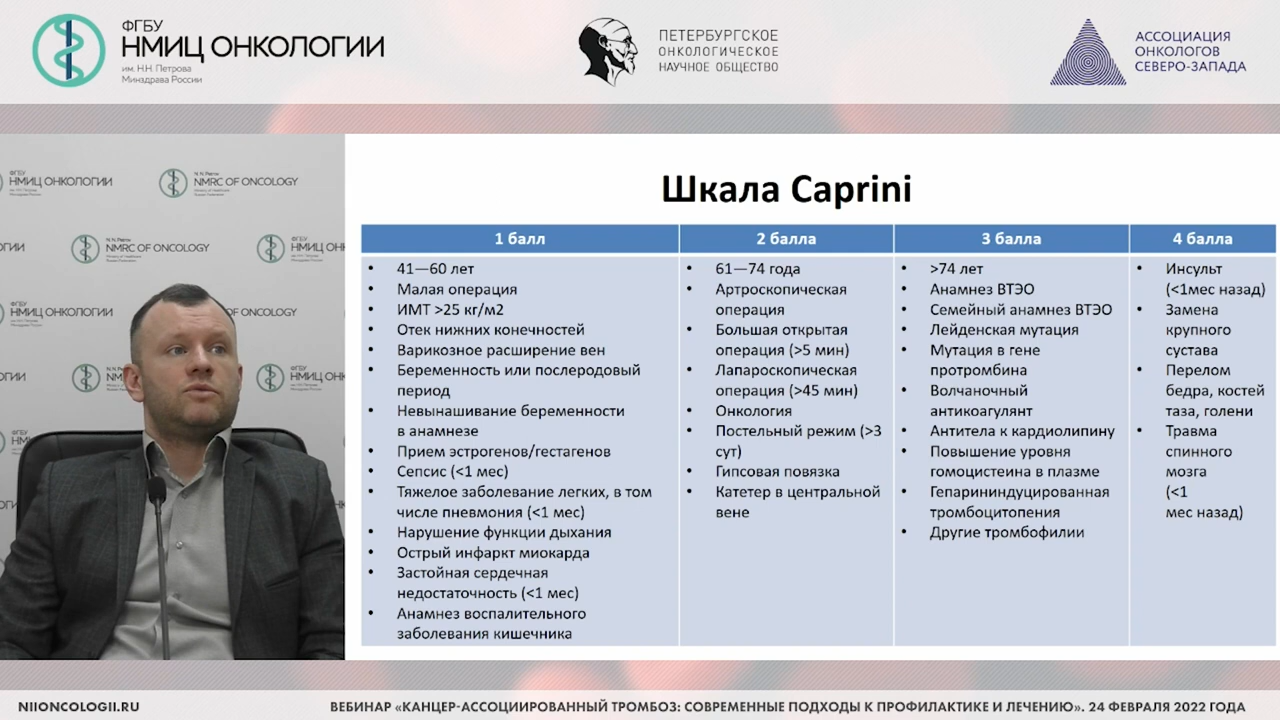 ФГБУ
НМИЦ ОНКОЛОГИИ
им. Н.Н. Петрова
Минздрава России
ПЕТЕРБУРГСКОЕ
ОНКОЛОГИЧЕСКОЕ
НАУЧНОЕ ОБЩЕСТВО
АССОЦИАЦИЯ
ОНКОЛОГОВ
СЕВЕРО-ЗАПАДА
НМИЦ ОНКОЛОГИИ
NMRC OF ONCOLOGY
NMRC OF ONCOLOGY
Шкала Caprini
1 балл
41—60 лет
Малая операция
ИМТ >25 кг/м2
Отек нижних конечностей
Варикозное расширение вен
Беременность или послеродовый
период
Невынашивание беременности
в анамнезе
Прием эстрогенов/гестагенов
Сепсис (<1 мес)
Тяжелое заболевание легких, в том
числе пневмония (<1 мес)
Нарушение функции дыхания
Острый инфаркт миокарда
Застойная сердечная
недостаточность (<1 мес)
Анамнез воспалительного
заболевания кишечника
2 балла
61—74 года
Артроскопическая
операция
Большая открытая
операция (>5 мин)
Лапароскопическая
операция (>45 мин)
Онкология
Постельный режим (>3
сут)
Гипсовая повязка
Катетер в центральной
вене
3 балла
>74 лет
Анамнез ВТЭО
Семейный анамнез ВТЭО
Лейденская мутация
Мутация в гене
протромбина
Волчаночный
антикоагулянт
Антитела к кардиолипину
Повышение уровня
гомоцистеина в плазме
Гепарининдуцированная
тромбоцитопения
Другие тромбофилии
4 балла
Инсульт
(<1мес назад)
Замена
крупного
сустава
Перелом
бедра, костей
таза, голени
Травма
спинного
мозга
(<1
мес назад)
NIIONCOLOGII.RU
ВЕБИНАР «КАНЦЕР-АССОЦИИРОВАННЫЙ ТРОМБОЗ: СОВРЕМЕННЫЕ ПОДХОДЫ К ПРОФИЛАКТИКЕ И ЛЕЧЕНИЮ». 24 ФЕВРАЛЯ 2022 ГОДА